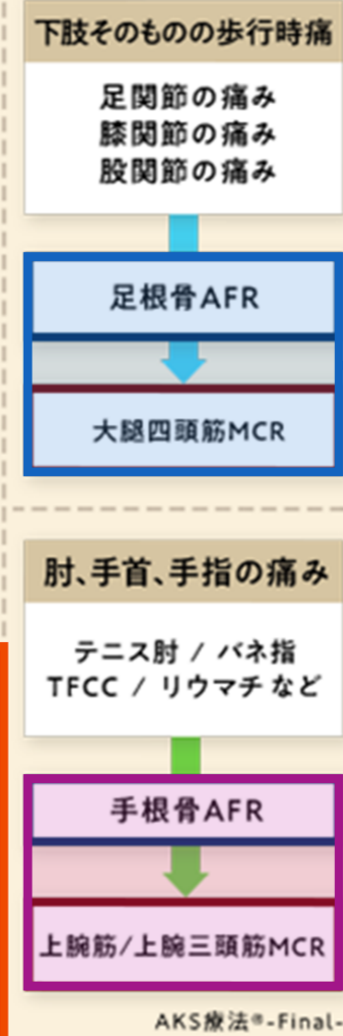 下肢そのものの歩行時痛
足関節の痛み
膝関節の痛み
股関節の痛み
足根骨AFR
大腿四頭筋MCR
肘、手首、手指の痛み
テニス肘 / バネ指
TFCC / リウマチ など
手根骨AFR
上腕筋/上腕三頭筋MCR
AKS療法®-Final-